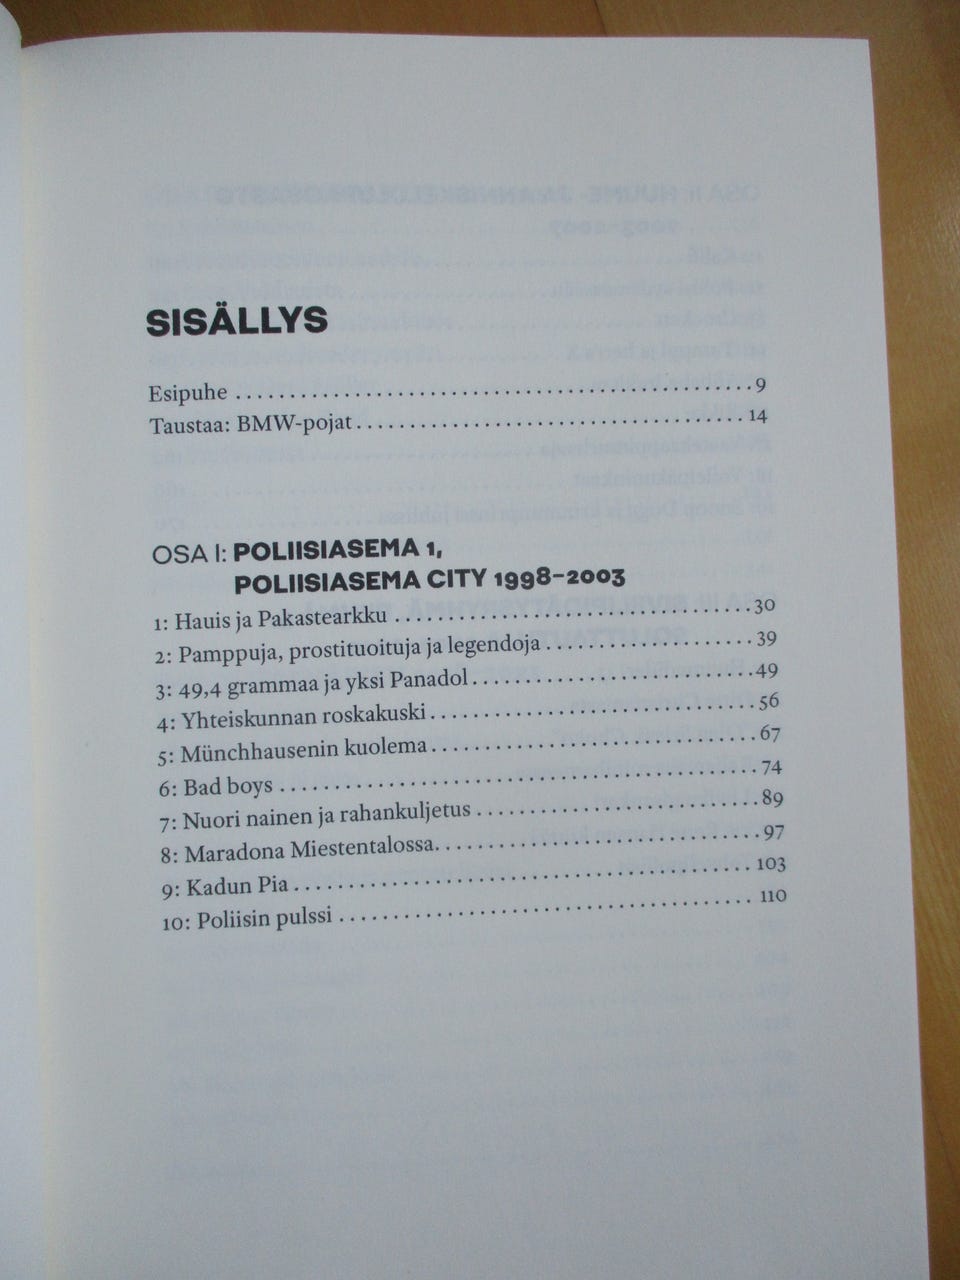 SISÄLLYS
Esipuhe ........................................................ 9
Taustaa: BMW-pojat ........................................ 14
OSA I: POLIISIASEMA 1,
POLIISIASEMA CITY 1998–2003
1: Hauis ja Pakastearkku ........................................ 30
2: Pamppuja, prostituoituja ja legendoja ...................... 39
3: 49,4 grammaa ja yksi Panadol .............................. 49
4: Yhteiskunnan roskakuski .................................... 56
5: Münchhausenin kuolema .................................... 67
6: Bad boys ...................................................... 74
7: Nuori nainen ja rahankuljetus .............................. 89
8: Maradona Miestentalossa. .................................. 97
9: Kadun Pia .................................................... 103
10: Poliisin pulssi .............................................. 110